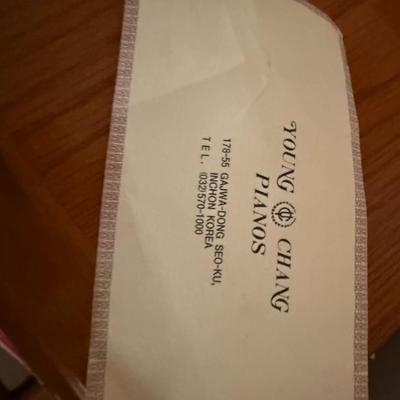 YOUNG CHANG
PIANOS
178-55 GAJWA-DONG SEO-KU,
INCHON KOREA
TEL. (032)570-1000